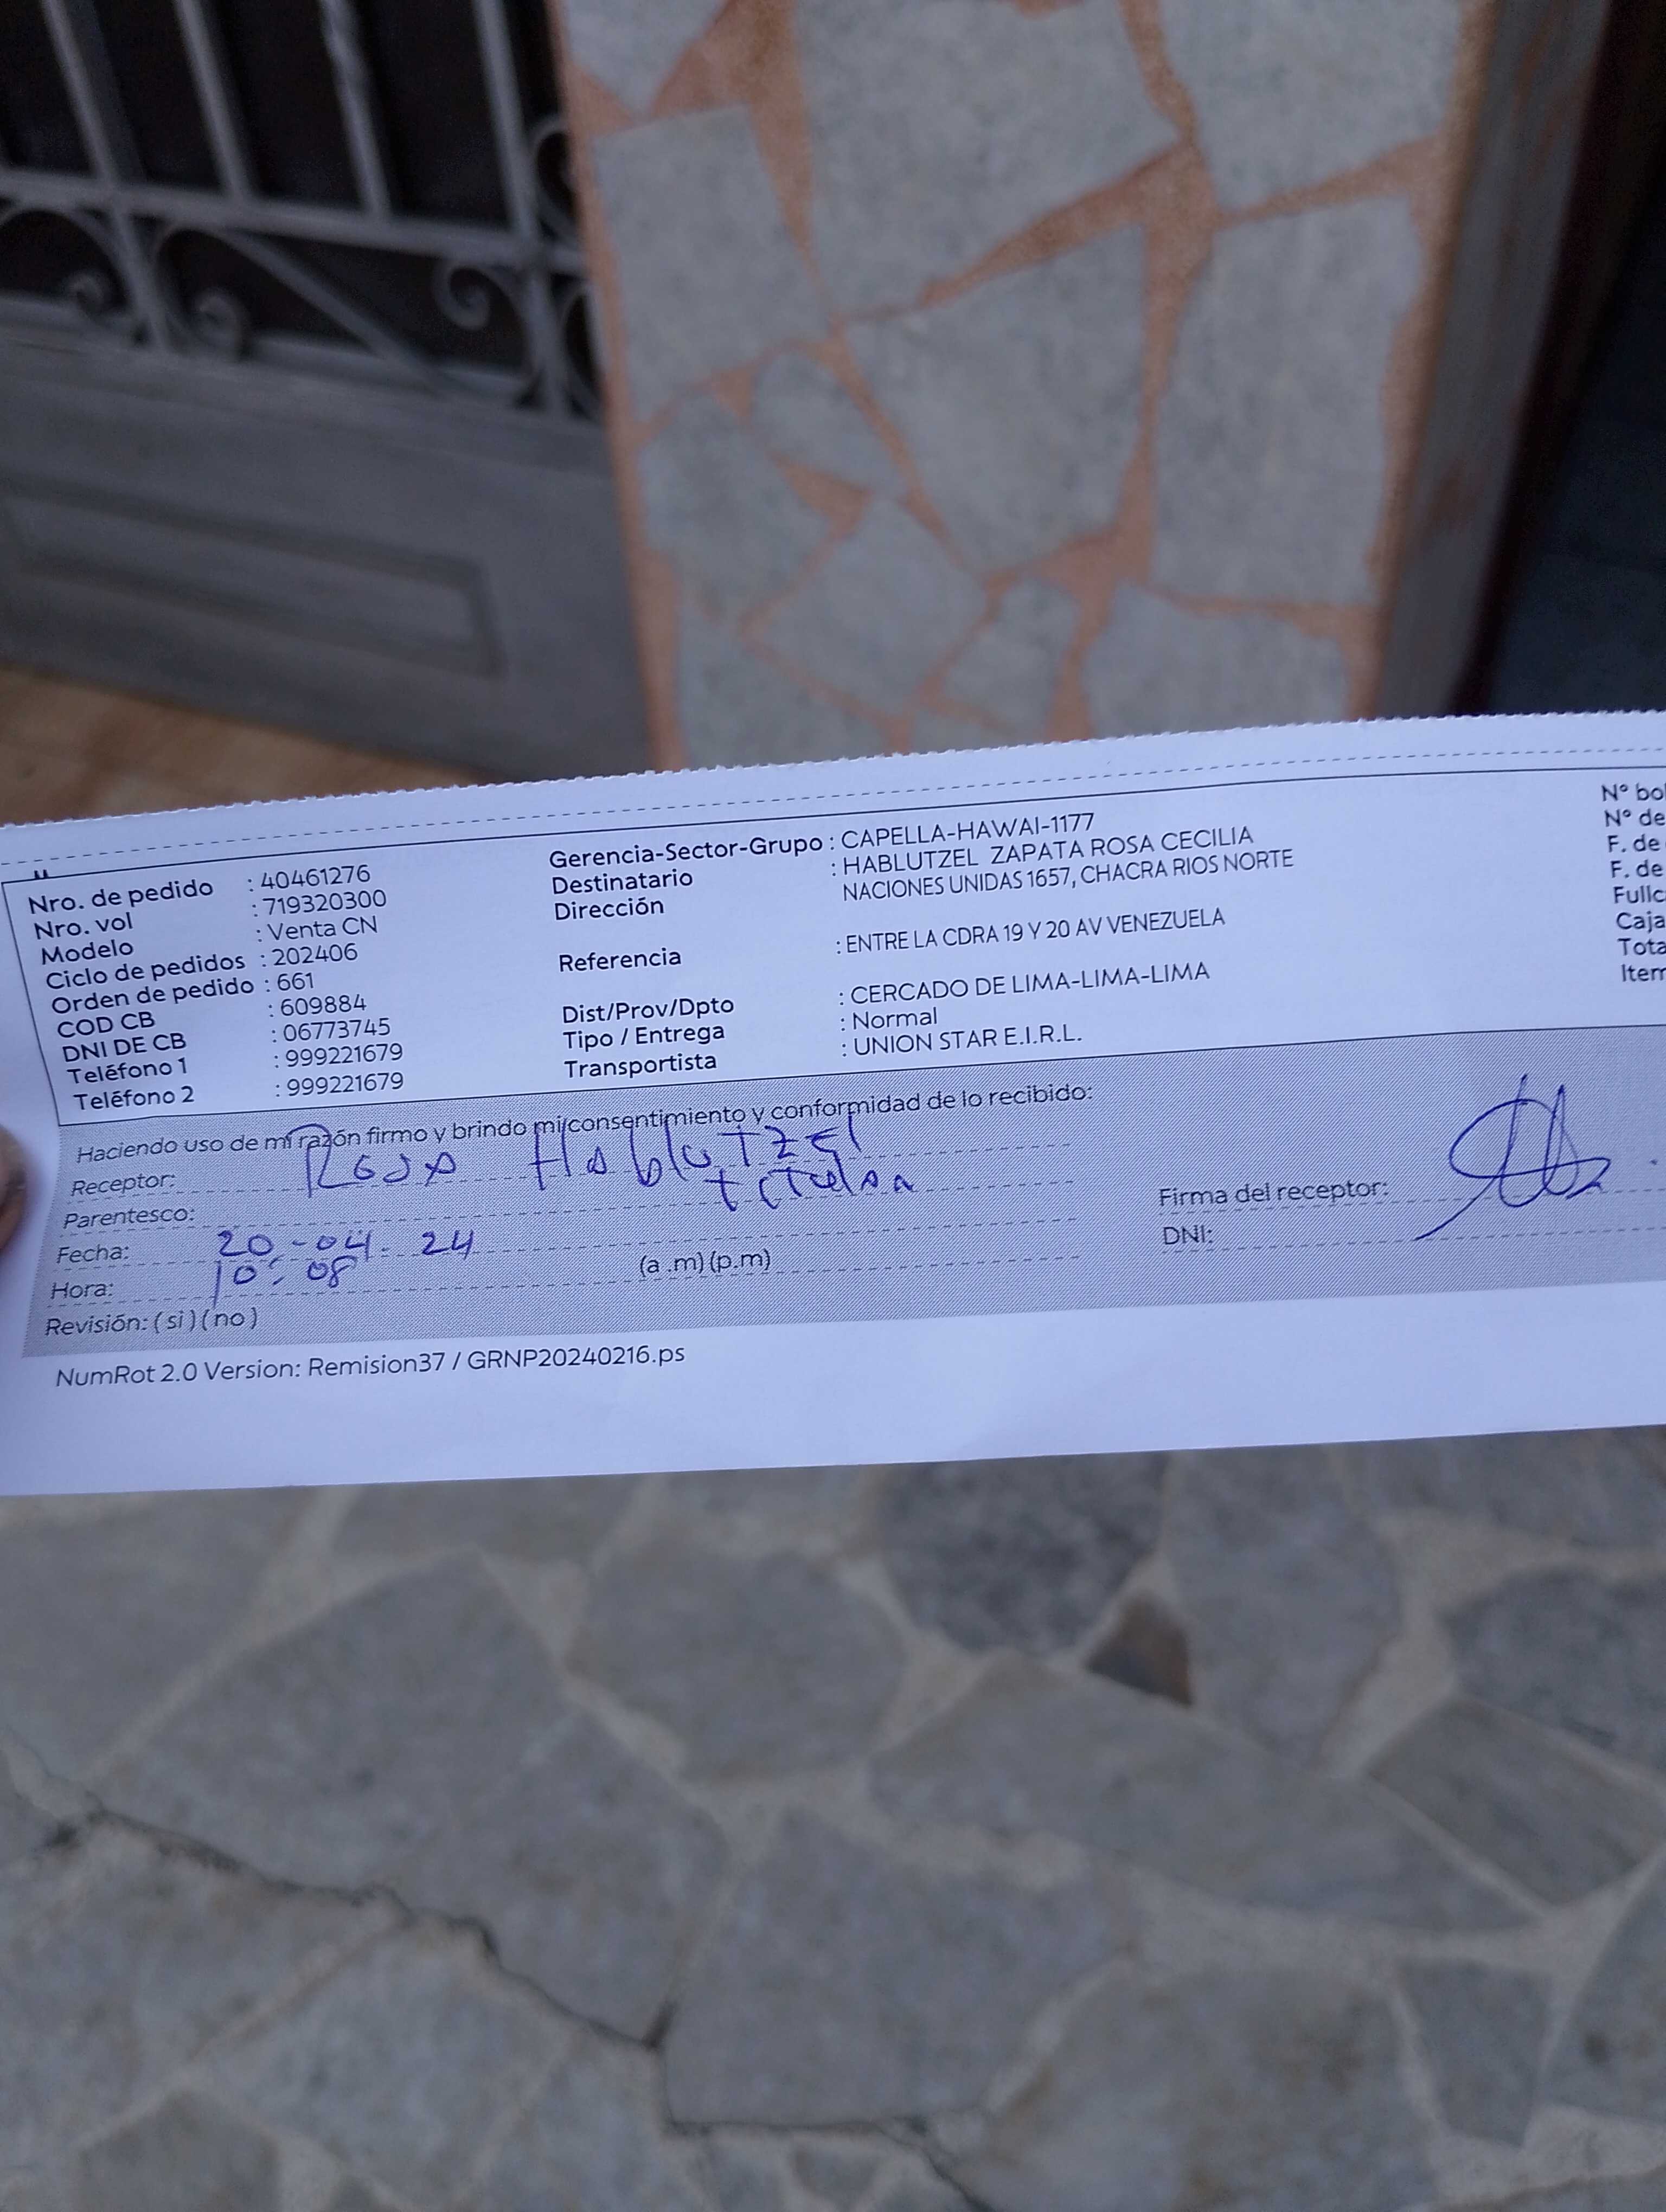 Nro. de pedido : 40461276
Nro. vol : 719320300
Modelo : Venta CN
Ciclo de pedidos : 202406
Orden de pedido : 661
COD CB : 609884
DNI DE CB : 06773745
Teléfono 1 : 999221679
Teléfono 2 : 999221679
Gerencia-Sector-Grupo : CAPELLA-HAWAI-1177
Destinatario : HABLUTZEL ZAPATA ROSA CECILIA
Dirección NACIONES UNIDAS 1657, CHACRA RIOS NORTE
Referencia : ENTRE LA CDRA 19 Y 20 AV VENEZUELA
Dist/Prov/Dpto : CERCADO DE LIMA-LIMA-LIMA
Tipo / Entrega : Normal
Transportista : UNION STAR E.I.R.L.
N° bol
N° de
F. de
F. de
Fullc
Caja
Tota
Item
Haciendo uso de mi razón firmo y brindo mi consentimiento y conformidad de lo recibido:
Receptor: Rosa Hablutzel
Parentesco:
Fecha: 20-04-24
Hora: 10:08 (a.m)(p.m)
Revisión: (si)(no)
Firma del receptor:
DNI:
NumRot 2.0 Version: Remision37 / GRNP20240216.ps